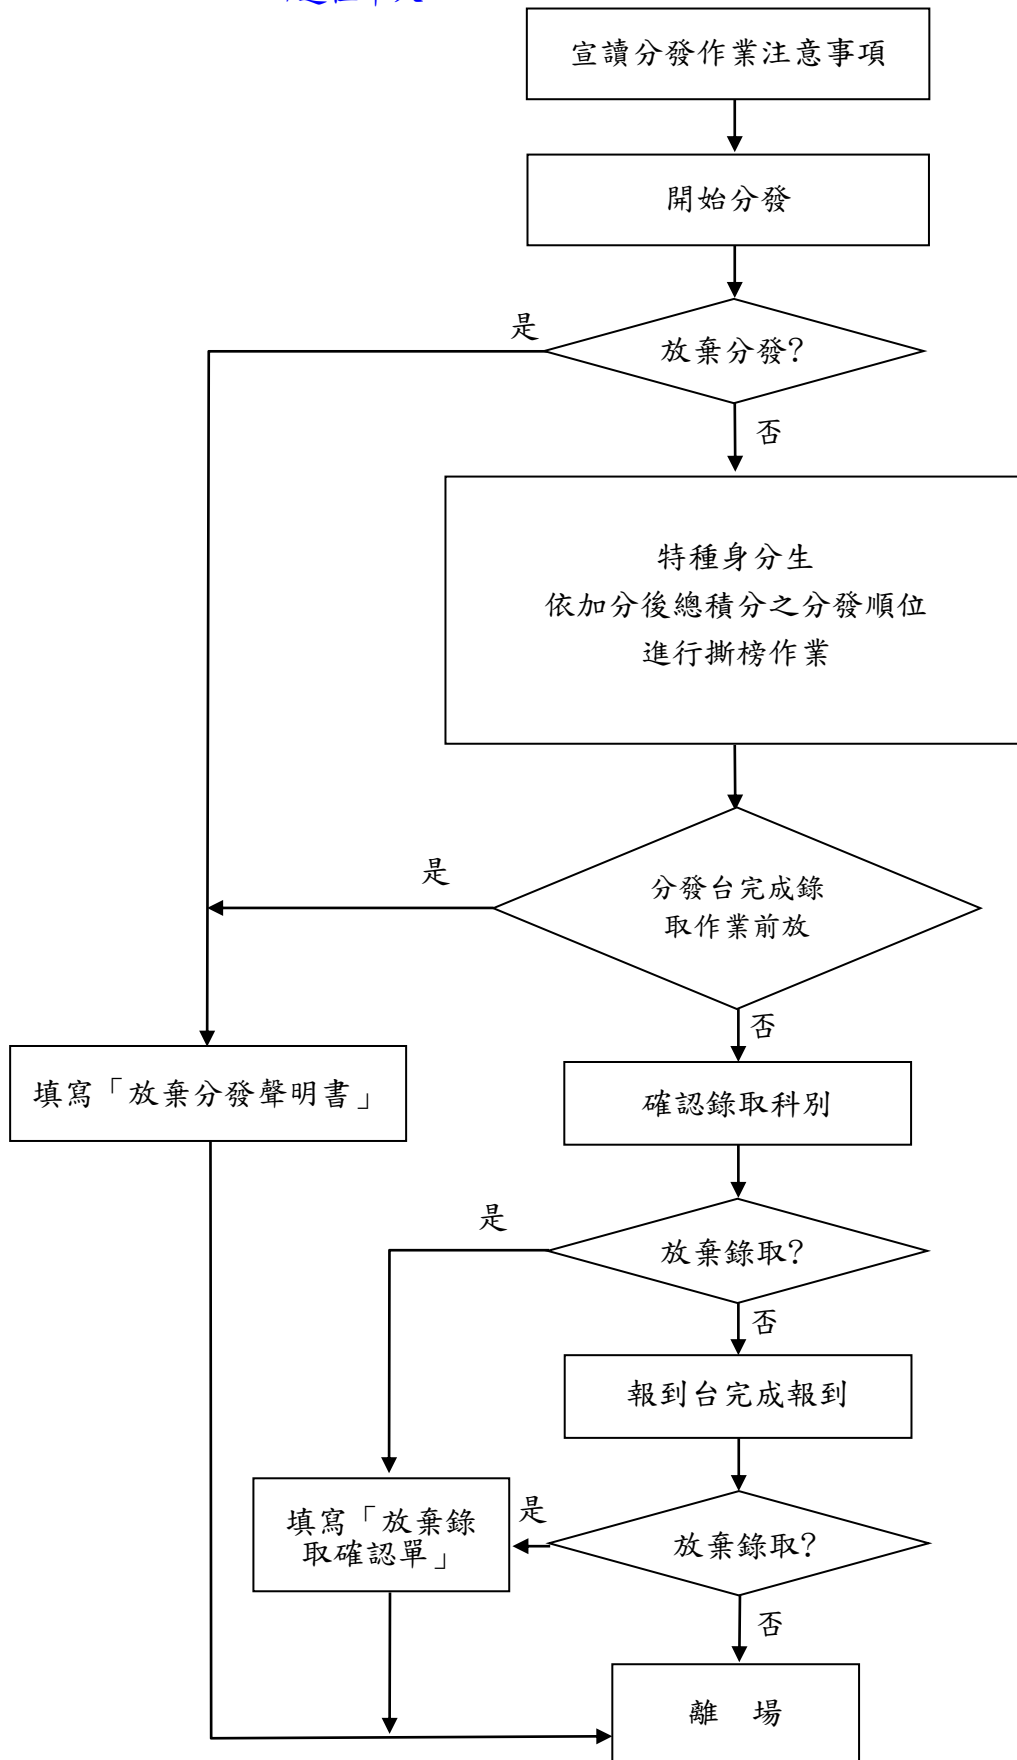 宣讀分發作業注意事項
開始分發
是
放棄分發?
否
特種身分生
依加分後總積分之分發順位
進行撕榜作業
是
分發台完成錄
取作業前放
否
填寫「放棄分發聲明書」
確認錄取科別
是
放棄錄取?
否
報到台完成報到
填寫「放棄錄
取確認單」
是
放棄錄取?
否
離 場